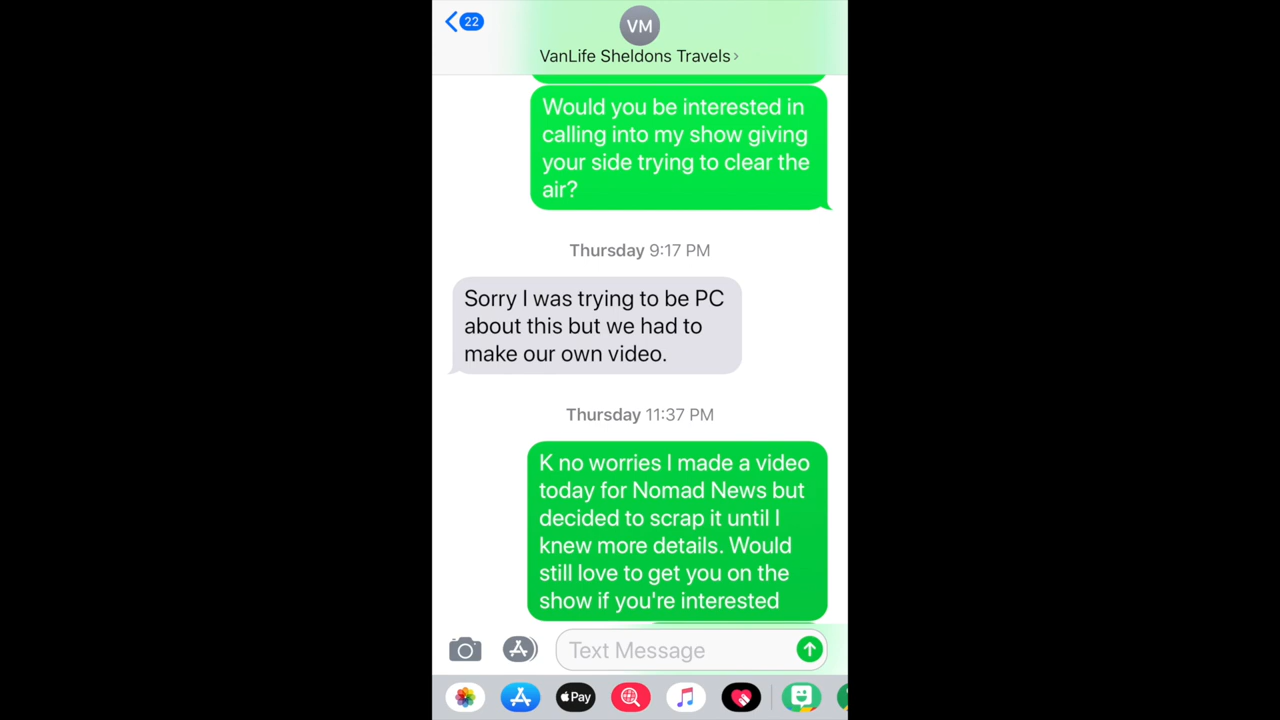 22
VM
VanLife Sheldons Travels
Would you be interested in
calling into my show giving
your side trying to clear the
air?
Thursday 9:17 PM
Sorry I was trying to be PC
about this but we had to
make our own video.
Thursday 11:37 PM
K no worries I made a video
today for Nomad News but
decided to scrap it until I
knew more details. Would
still love to get you on the
show if you're interested
Text Message
Pay